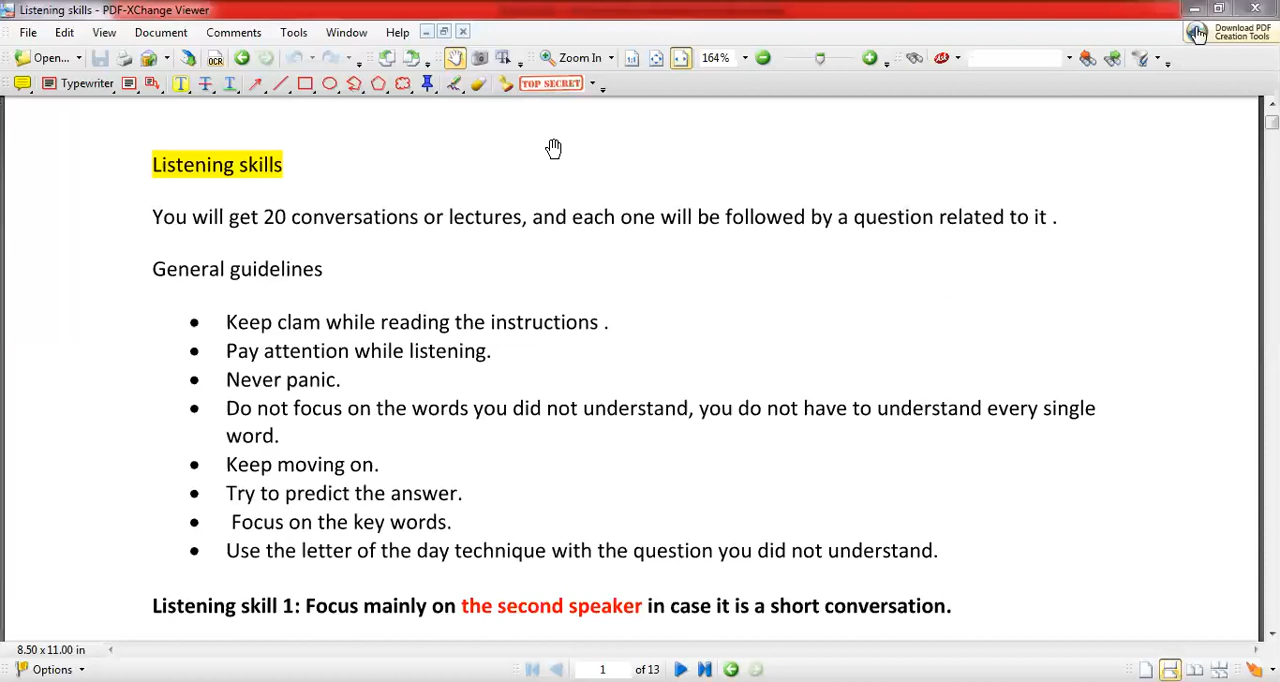 Listening skills - PDF-XChange Viewer
File Edit View Document Comments Tools Window Help
Download PDF
Creation Tools
Open... OCR Zoom In 164%
Typewriter T T T TOP SECRET
Listening skills
You will get 20 conversations or lectures, and each one will be followed by a question related to it .
General guidelines
• Keep clam while reading the instructions .
• Pay attention while listening.
• Never panic.
• Do not focus on the words you did not understand, you do not have to understand every single
word.
• Keep moving on.
• Try to predict the answer.
• Focus on the key words.
• Use the letter of the day technique with the question you did not understand.
Listening skill 1: Focus mainly on the second speaker in case it is a short conversation.
8.50 x 11.00 in
Options 1 of 13